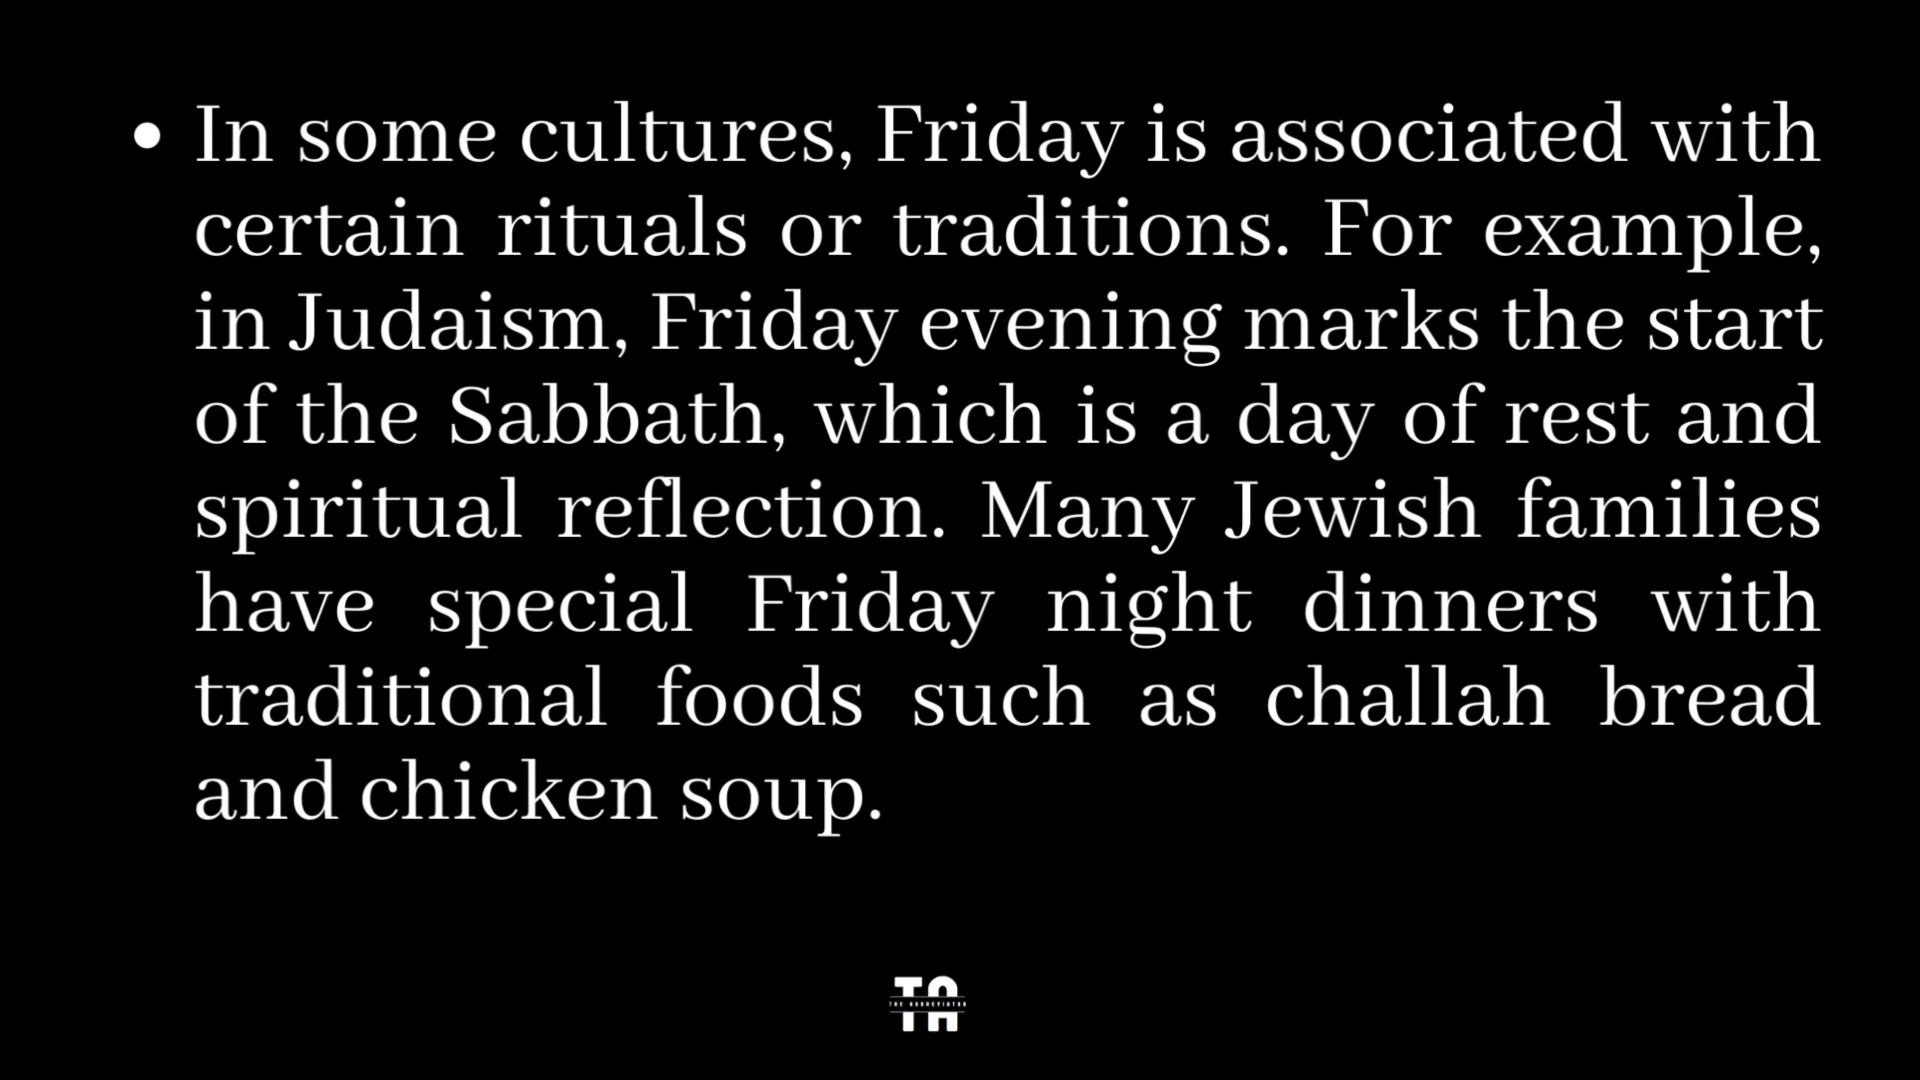 • In some cultures, Friday is associated with
certain rituals or traditions. For example,
in Judaism, Friday evening marks the start
of the Sabbath, which is a day of rest and
spiritual reflection. Many Jewish families
have special Friday night dinners with
traditional foods such as challah bread
and chicken soup.
TA
THE ABBREVIATOR